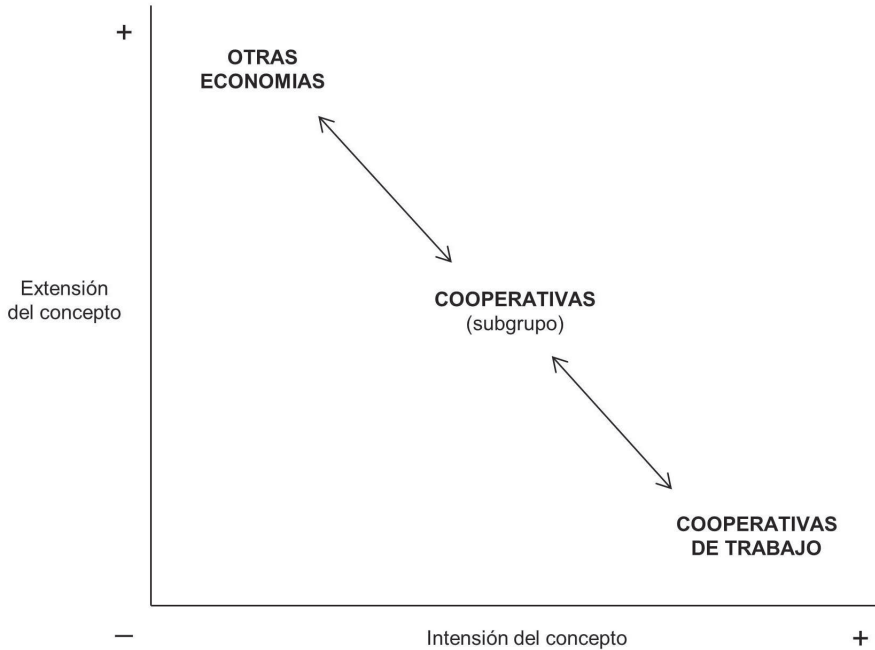 +
OTRAS
ECONOMIAS
Extensión
del concepto
COOPERATIVAS
(subgrupo)
COOPERATIVAS
DE TRABAJO
— Intensión del concepto +